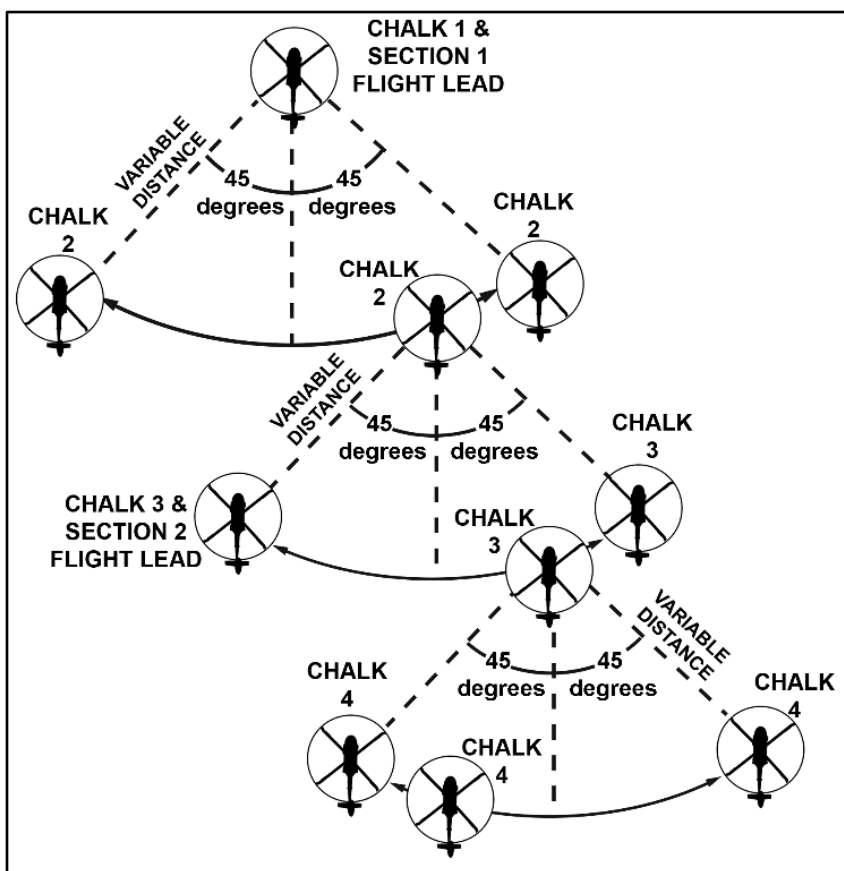 CHALK 1 &
SECTION 1
FLIGHT LEAD
VARIABLE
DISTANCE
45 45
degrees degrees
CHALK
2
CHALK
2
CHALK
2
VARIABLE
DISTANCE
45 45
degrees degrees
CHALK
3
CHALK 3 &
SECTION 2
FLIGHT LEAD
CHALK
3
VARIABLE
DISTANCE
45 45
degrees degrees
CHALK
4
CHALK
4
CHALK
4